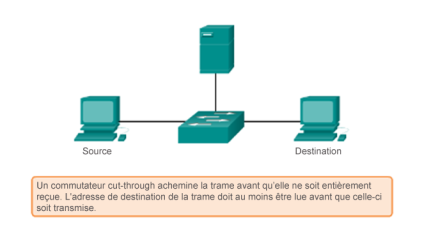 Source
Destination
Un commutateur cut-through achemine la trame avant qu'elle ne soit entièrement
reçue. L'adresse de destination de la trame doit au moins être lue avant que celle-ci
soit transmise.